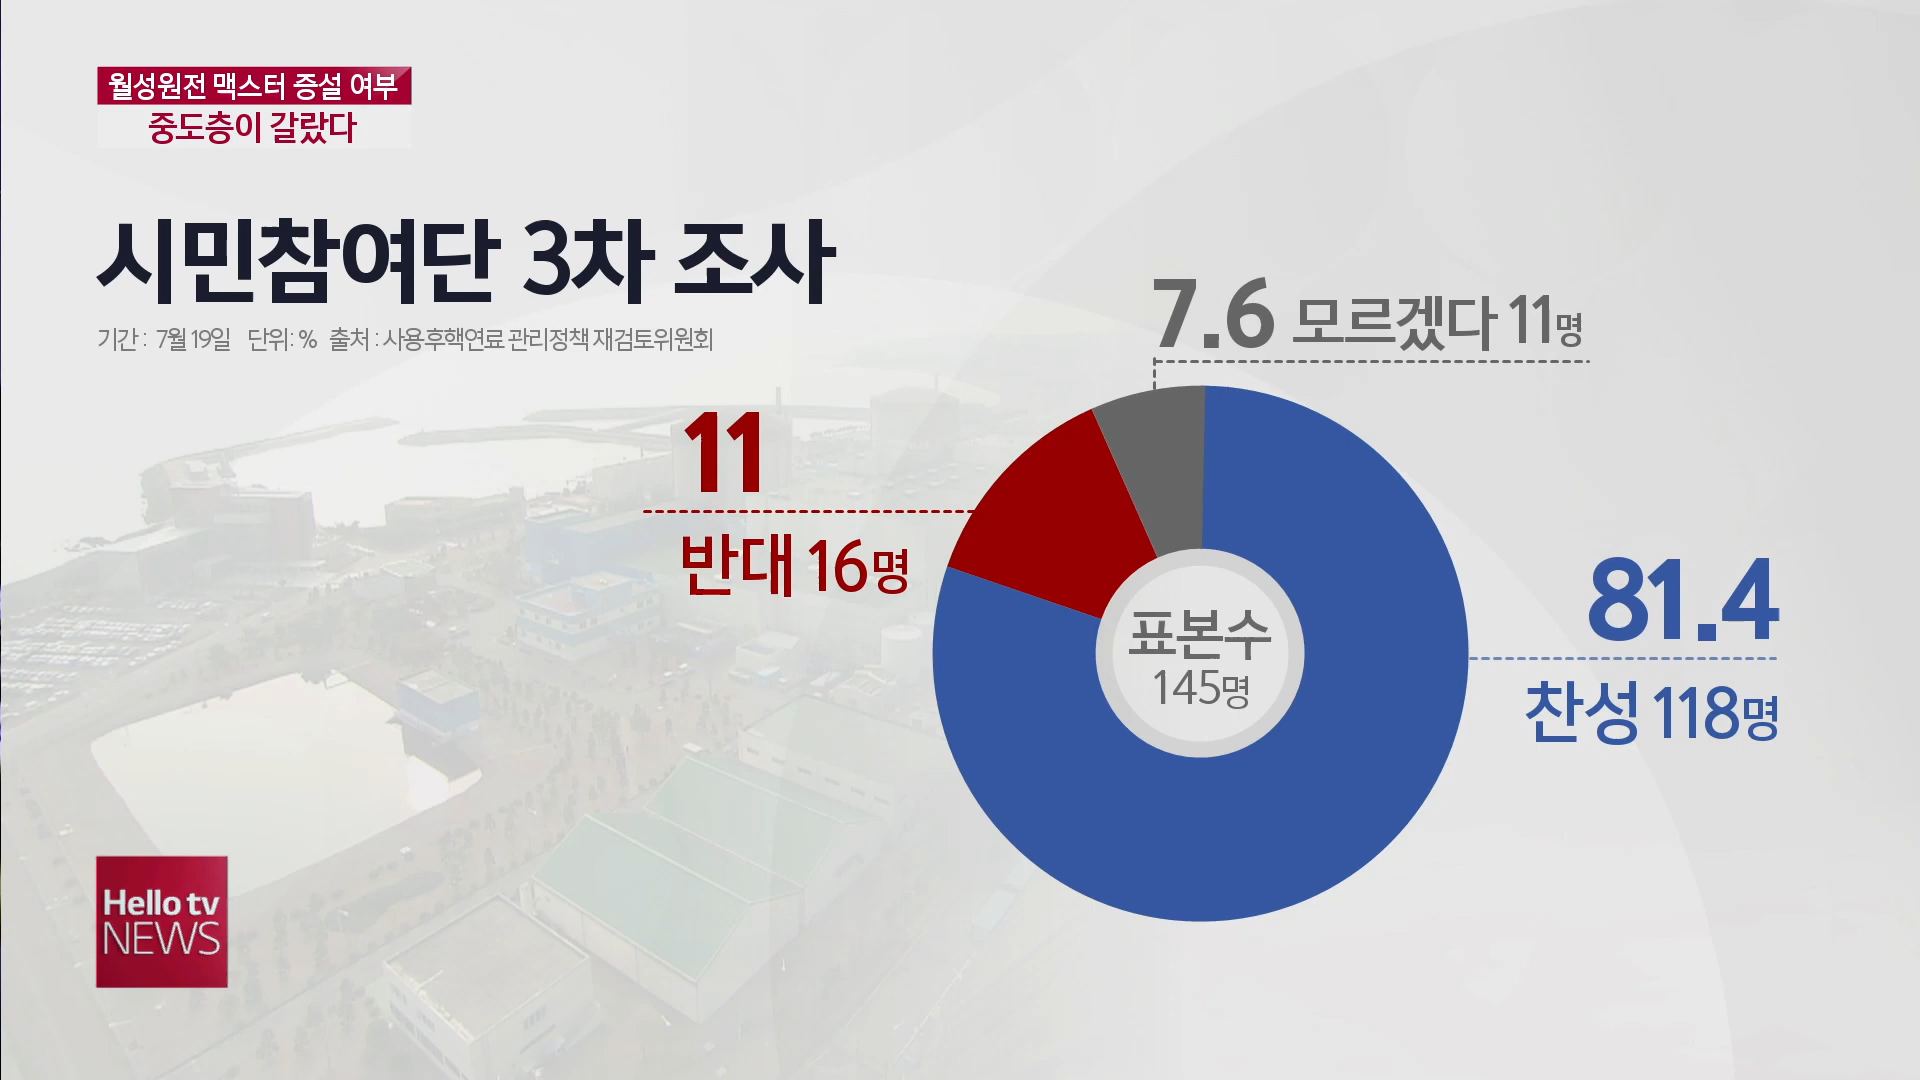 월성원전 맥스터 증설 여부
중도층이 갈랐다
시민참여단 3차 조사
기간 : 7월 19일 단위: % 출처 : 사용후핵연료 관리정책 재검토위원회
7.6 모르겠다 11명
11
반대 16명
81.4
찬성 118명
표본수
145명
Hello tv
NEWS